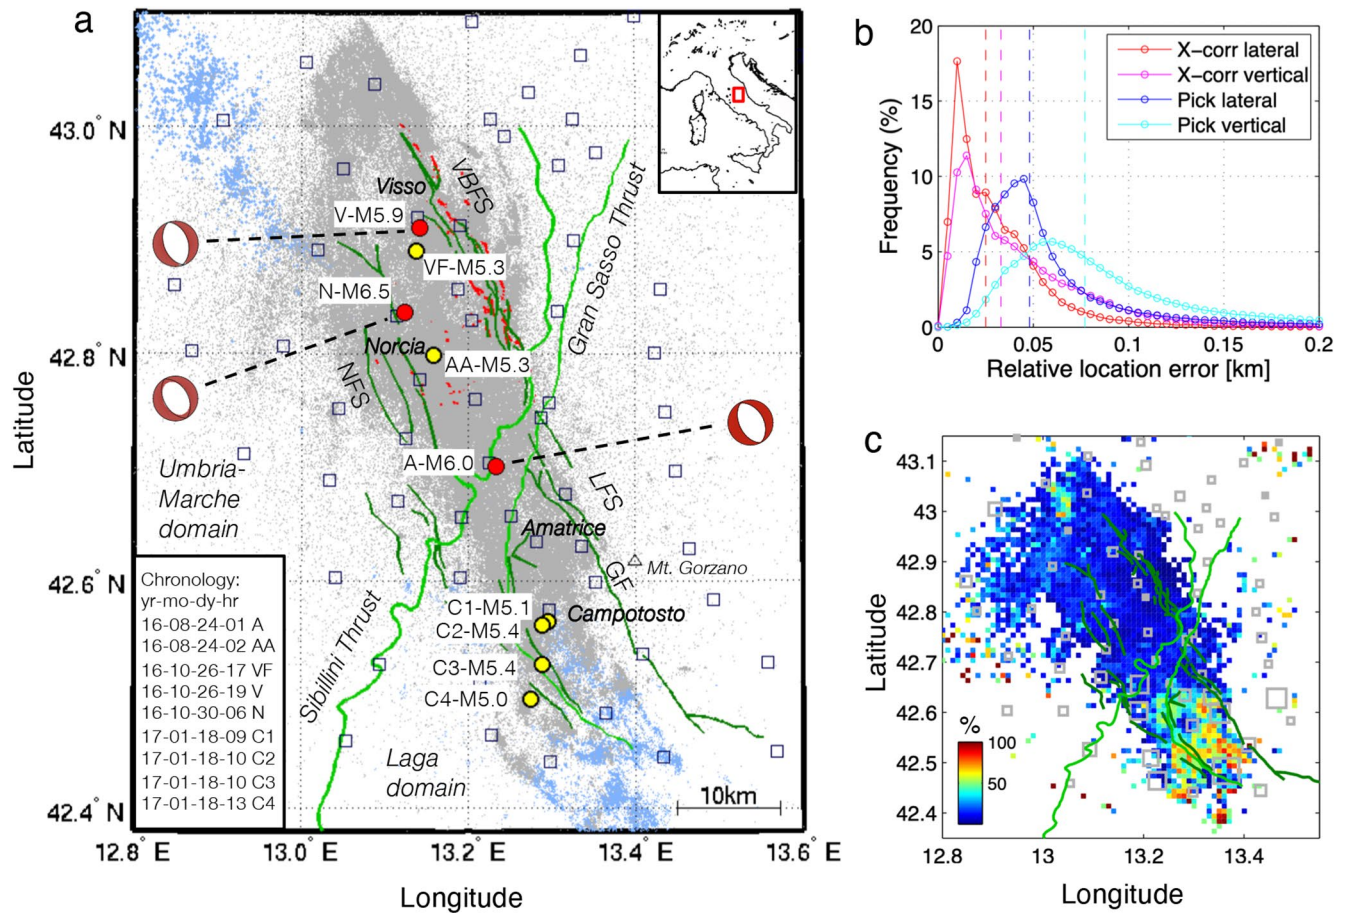 a
43.0° N
42.8° N
42.6° N
42.4° N
Latitude
12.8° E
13.0° E
13.2° E
13.4° E
13.6° E
Longitude
Visso
VBFS
V-M5.9
VF-M5.3
N-M6.5
Norcia
AA-M5.3
NFS
A-M6.0
Gran Sasso Thrust
LFS
Umbria-
Marche
domain
Amatrice
Mt. Gorzano
GF
C1-M5.1
Campotosto
C2-M5.4
C3-M5.4
C4-M5.0
Sibillini Thrust
Laga
domain
10km
Chronology:
yr-mo-dy-hr
16-08-24-01 A
16-08-24-02 AA
16-10-26-17 VF
16-10-26-19 V
16-10-30-06 N
17-01-18-09 C1
17-01-18-10 C2
17-01-18-10 C3
17-01-18-13 C4
b
20
15
10
5
0
Frequency (%)
X-corr lateral
X-corr vertical
Pick lateral
Pick vertical
0
0.05
0.1
0.15
0.2
Relative location error [km]
c
43.1
43
42.9
42.8
42.7
42.6
42.5
42.4
Latitude
%
100
50
12.8
13
13.2
13.4
Longitude